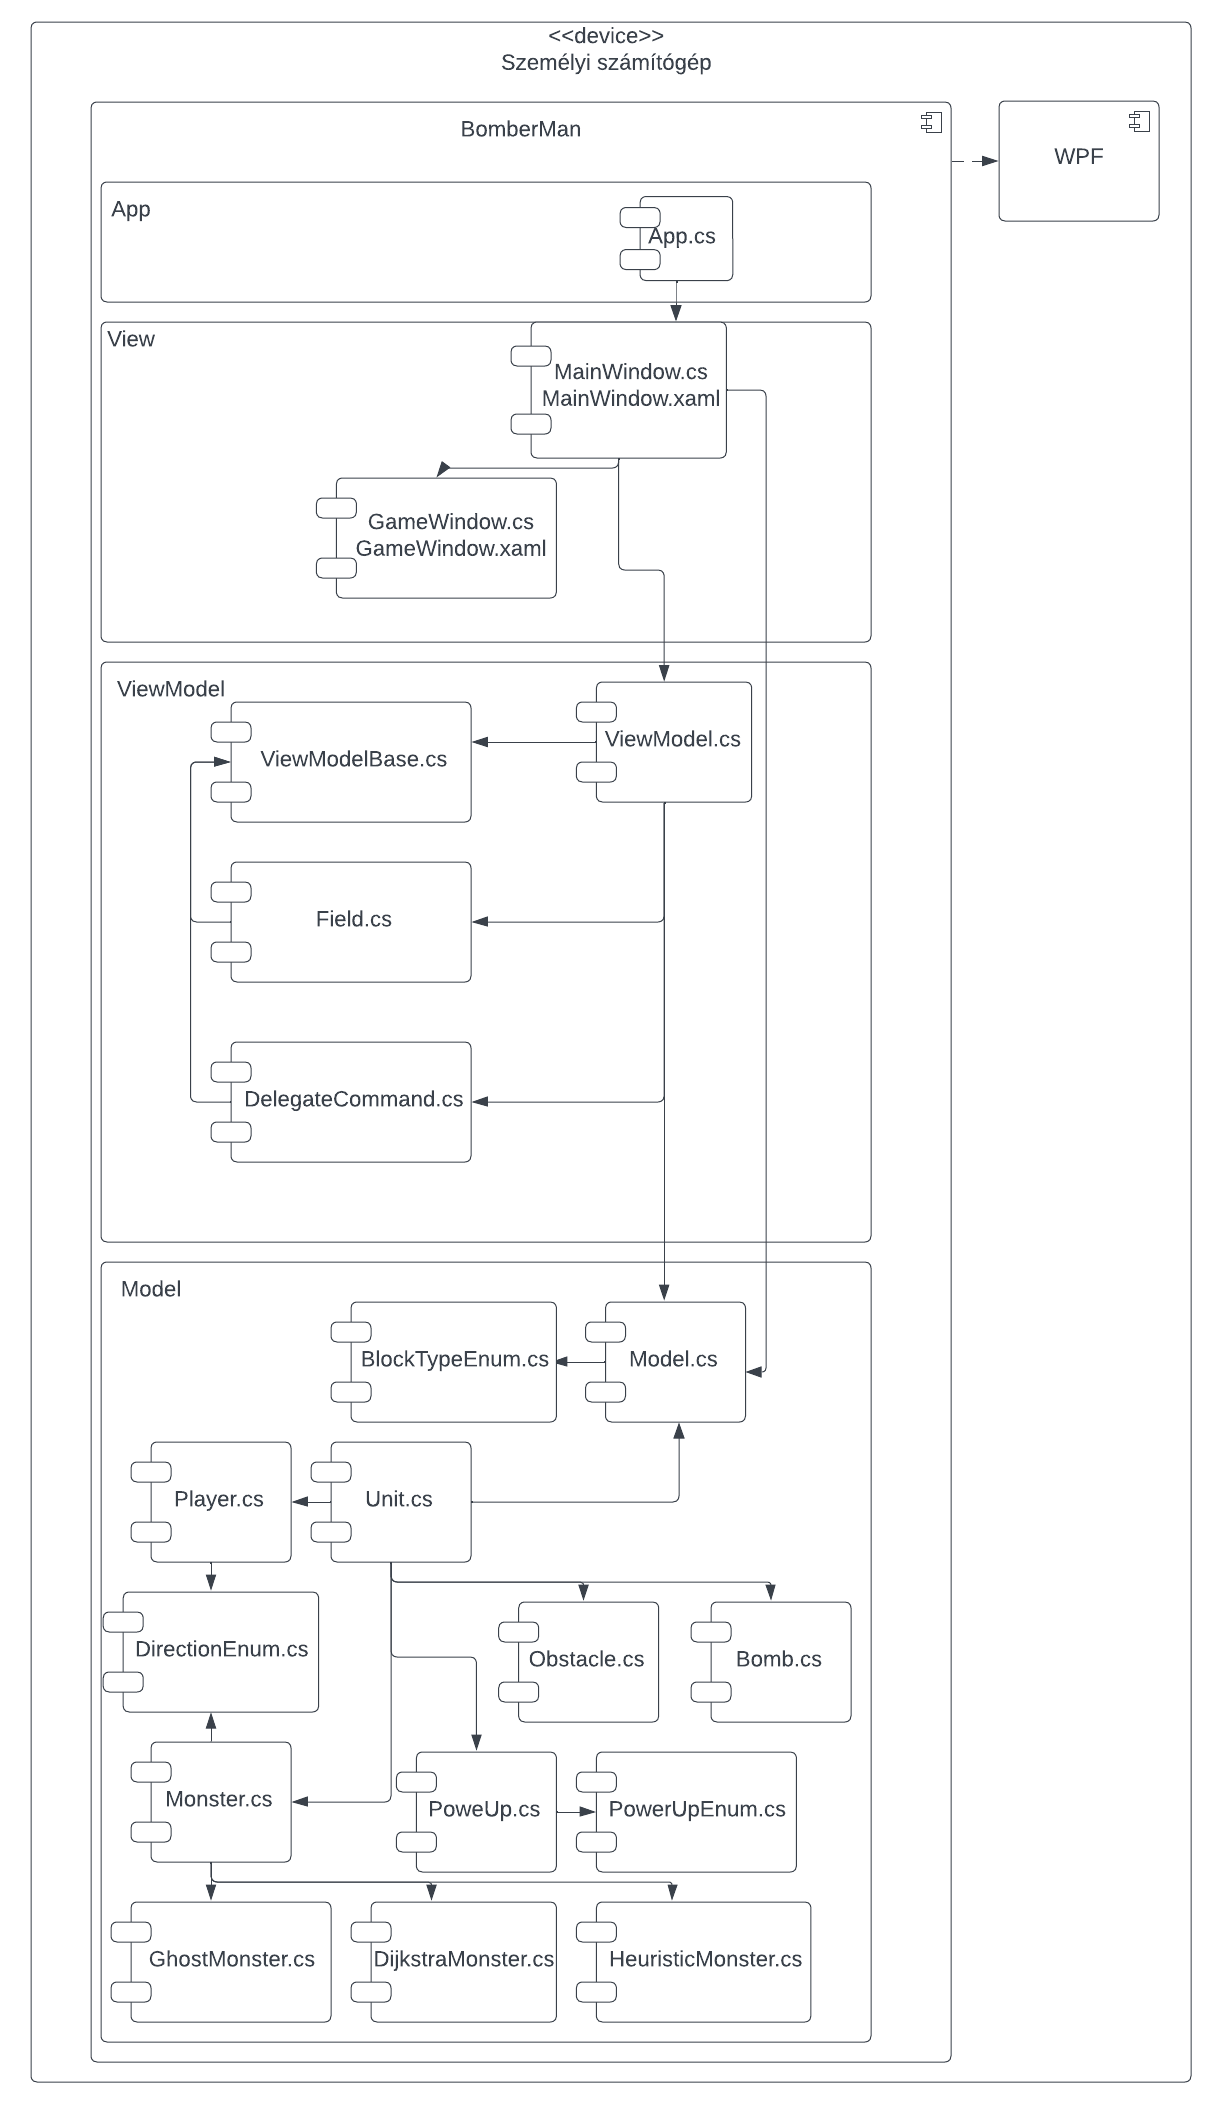 <<device>>
Személyi számítógép
BomberMan
WPF
App
App.cs
View
MainWindow.cs
MainWindow.xaml
GameWindow.cs
GameWindow.xaml
ViewModel
ViewModel.cs
ViewModelBase.cs
Field.cs
DelegateCommand.cs
Model
BlockTypeEnum.cs
Model.cs
Player.cs
Unit.cs
DirectionEnum.cs
Obstacle.cs
Bomb.cs
Monster.cs
PoweUp.cs
PowerUpEnum.cs
GhostMonster.cs
DijkstraMonster.cs
HeuristicMonster.cs